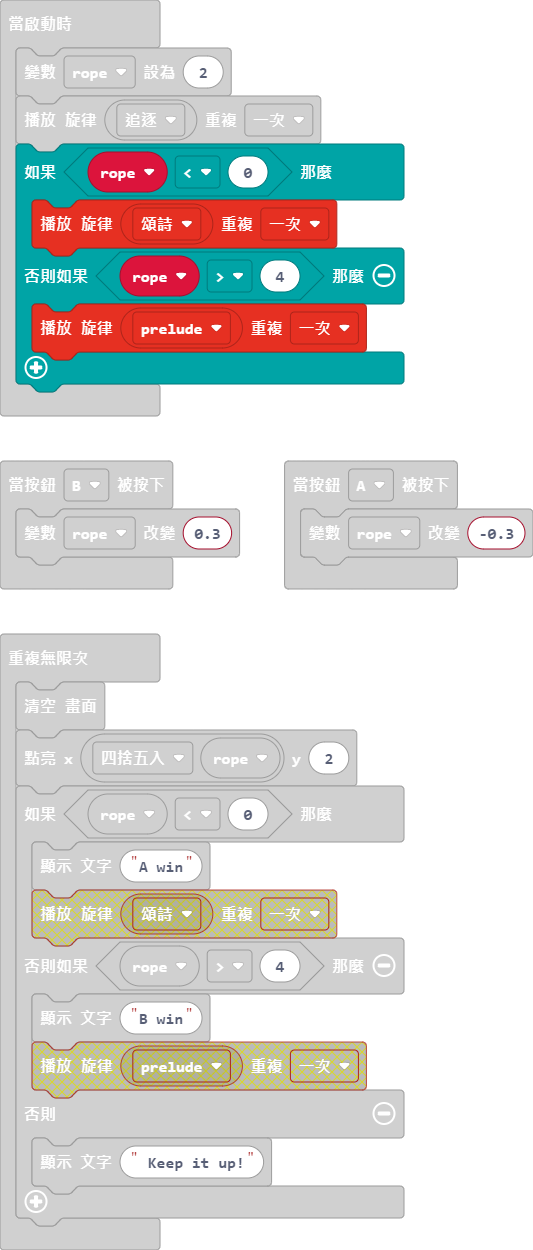 當啟動時
變數 rope 設為 2
播放 旋律 追逐 重複 一次
如果 rope < 0 那麼
播放 旋律 頌詩 重複 一次
否則如果 rope > 4 那麼
播放 旋律 prelude 重複 一次
當按鈕 B 被按下
變數 rope 改變 0.3
當按鈕 A 被按下
變數 rope 改變 -0.3
重複無限次
清空 畫面
點亮 x 四捨五入 rope y 2
如果 rope < 0 那麼
顯示 文字 "A win"
播放 旋律 頌詩 重複 一次
否則如果 rope > 4 那麼
顯示 文字 "B win"
播放 旋律 prelude 重複 一次
否則
顯示 文字 " Keep it up!"